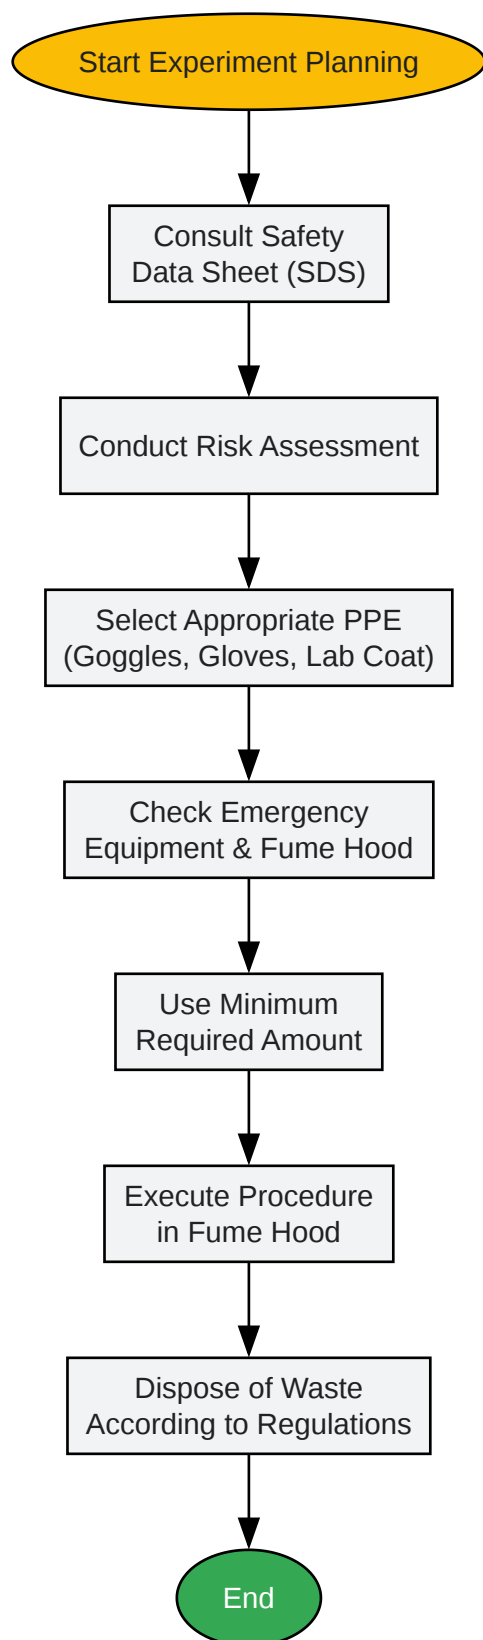 Start Experiment Planning
Consult Safety
Data Sheet (SDS)
Conduct Risk Assessment
Select Appropriate PPE
(Goggles, Gloves, Lab Coat)
Check Emergency
Equipment & Fume Hood
Use Minimum
Required Amount
Execute Procedure
in Fume Hood
Dispose of Waste
According to Regulations
End